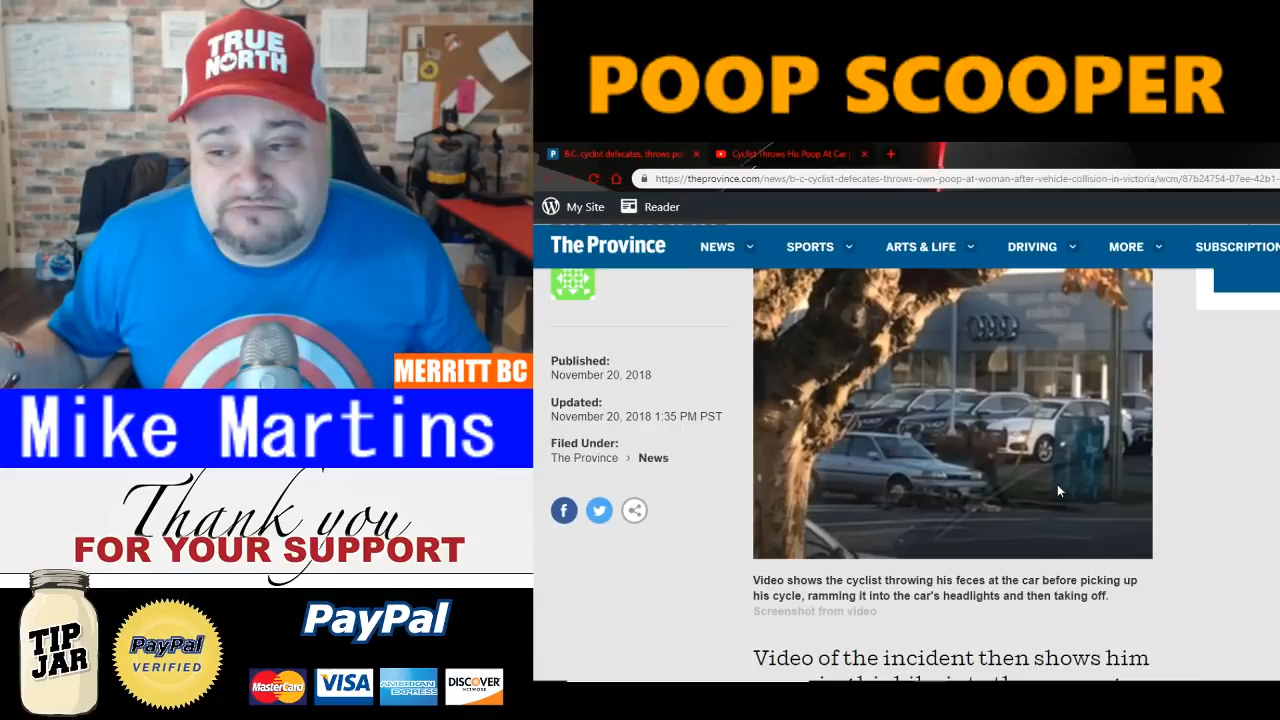 TRUE
NORTH
MERRITT BC
Mike Martins
Thank you
FOR YOUR SUPPORT
TIP
JAR
PayPal
VERIFIED
PayPal
MasterCard
VISA
AMERICAN
EXPRESS
DISCOVER
NETWORK
POOP SCOOPER
B.C. cyclist defecates, throws po
Cyclist Throws His Poop At Car |
https://theprovince.com/news/b-c-cyclist-defecates-throws-own-poop-at-woman-after-vehicle-collision-in-victoria/wcm/87b24754-07ee-42b1-
My Site
Reader
The Province
NEWS
SPORTS
ARTS & LIFE
DRIVING
MORE
SUBSCRIPTION
Published:
November 20, 2018
Updated:
November 20, 2018 1:35 PM PST
Filed Under:
The Province › News
Video shows the cyclist throwing his feces at the car before picking up
his cycle, ramming it into the car's headlights and then taking off.
Screenshot from video
Video of the incident then shows him